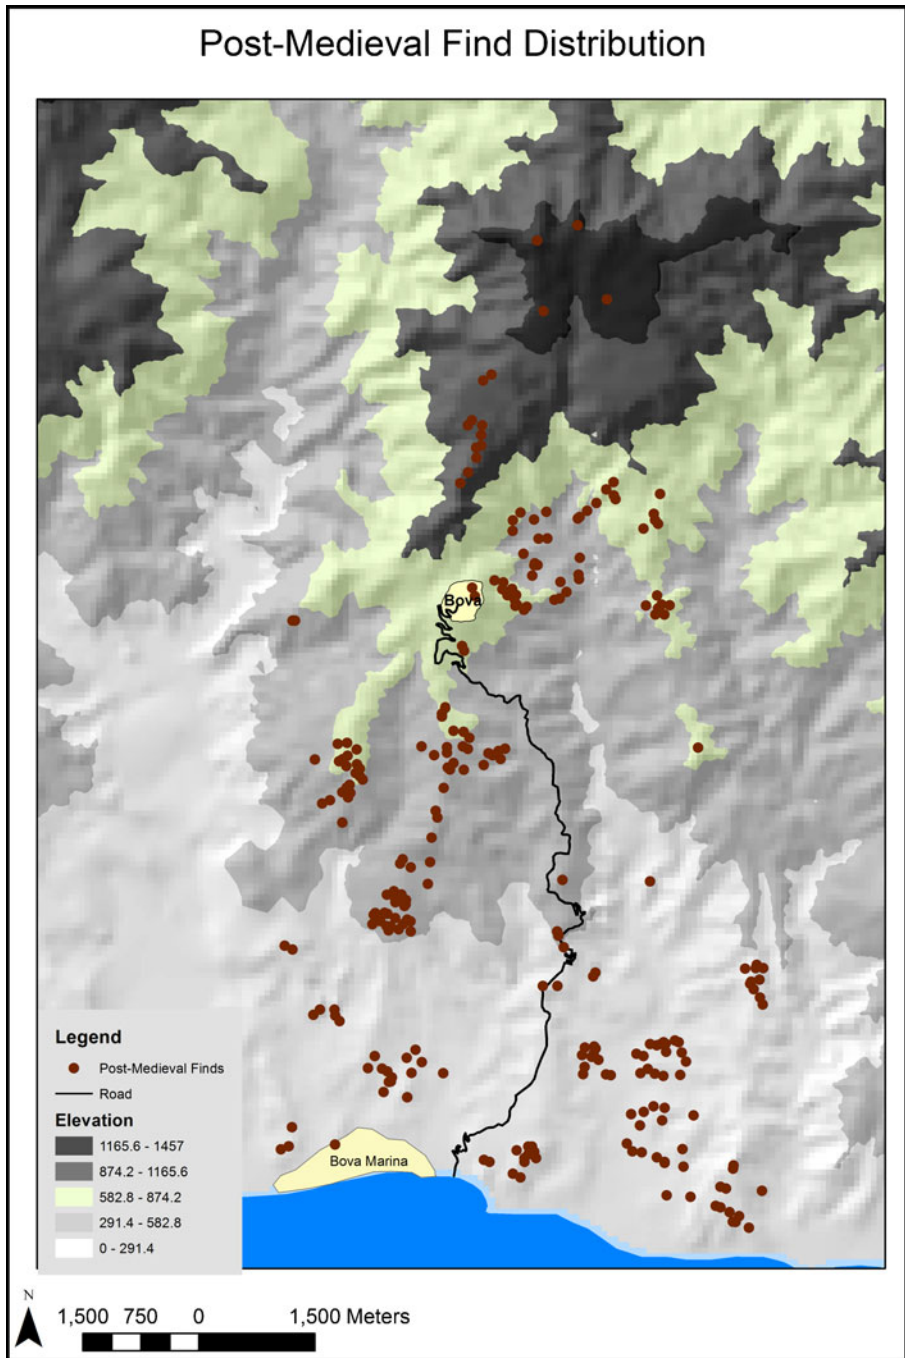 Post-Medieval Find Distribution
Bova
Legend
Post-Medieval Finds
Road
Elevation
1165.6 - 1457
874.2 - 1165.6
582.8 - 874.2
291.4 - 582.8
0 - 291.4
Bova Marina
N
1,500 750 0 1,500 Meters